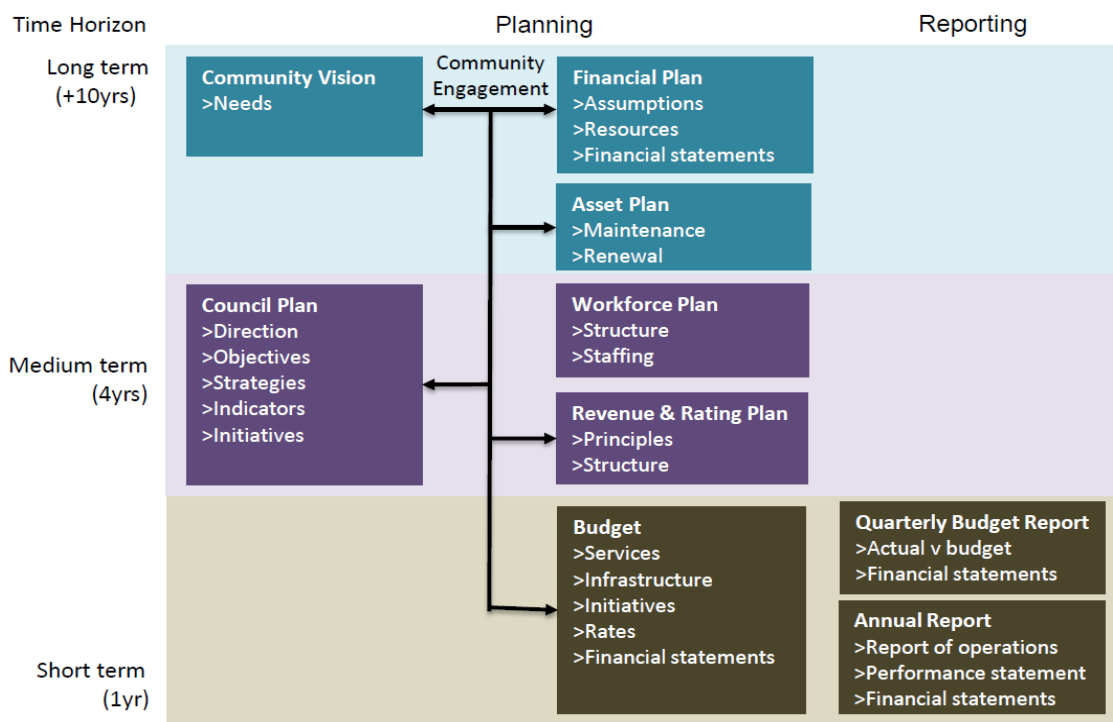 Time Horizon
Planning
Reporting
Long term
(+10yrs)
Community Vision
>Needs
Community
Engagement
Financial Plan
>Assumptions
>Resources
>Financial statements
Asset Plan
>Maintenance
>Renewal
Medium term
(4yrs)
Council Plan
>Direction
>Objectives
>Strategies
>Indicators
>Initiatives
Workforce Plan
>Structure
>Staffing
Revenue & Rating Plan
>Principles
>Structure
Short term
(1yr)
Budget
>Services
>Infrastructure
>Initiatives
>Rates
>Financial statements
Quarterly Budget Report
>Actual v budget
>Financial statements
Annual Report
>Report of operations
>Performance statement
>Financial statements